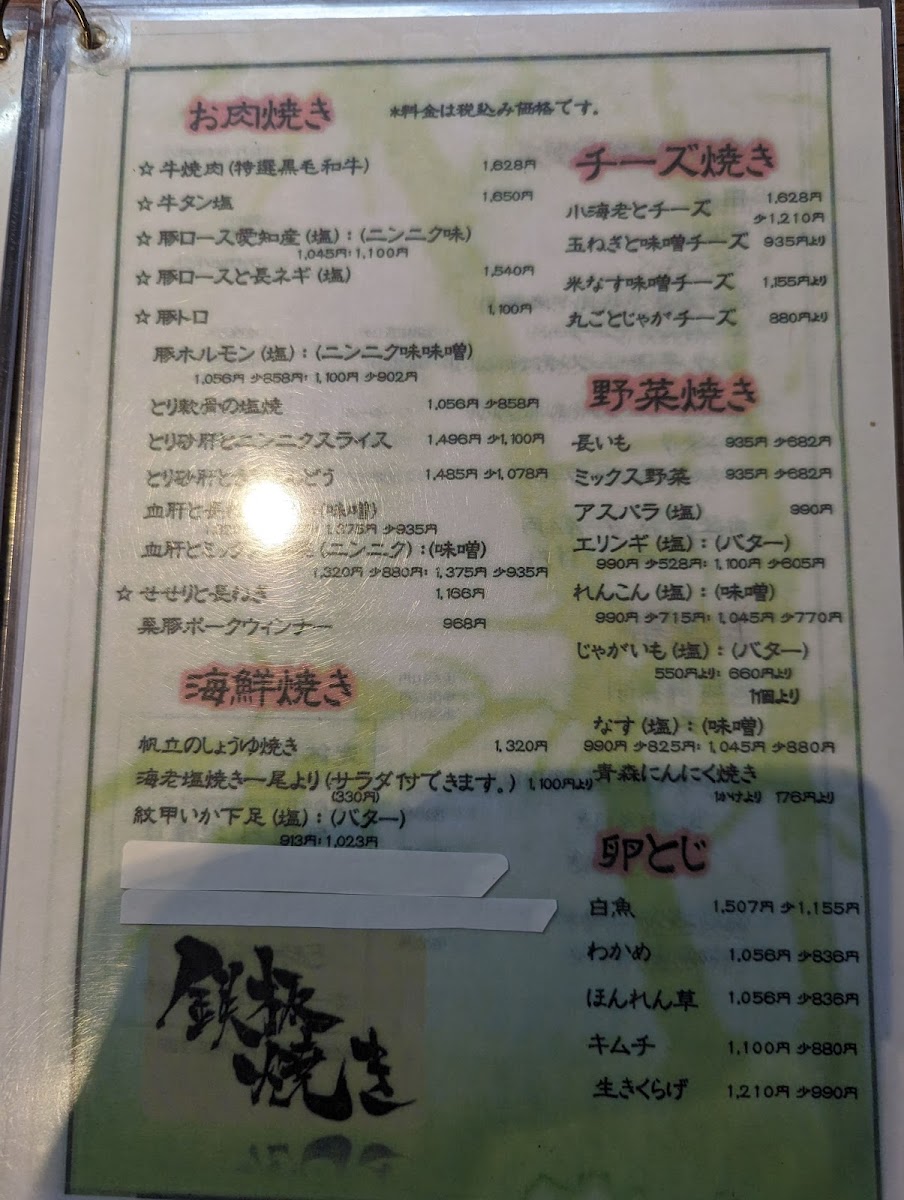 お肉焼き
*料金は税込み価格です。
☆ 牛焼肉(特選黒毛和牛) 1,628円
☆ 牛タン塩 1,650円
☆ 豚ロース愛知産(塩):(ニンニク味)
1,045円: 1,100円
☆ 豚ロースと長ネギ(塩) 1,540円
☆ 豚トロ 1,100円
豚ホルモン(塩):(ニンニク味味噌)
1,056円 少858円: 1,100円 少902円
とり軟骨の塩焼 1,056円 少858円
とり砂肝とニンニクスライス 1,496円 少1,100円
とり砂肝と どう 1,485円 少1,078円
血肝と長 (味噌)
1,375円 少935円
血肝とミッ (ニンニク):(味噌)
1,320円 少880円: 1,375円 少935円
☆ せせりと長ねぎ 1,166円
栗豚ポークウィンナー 968円
海鮮焼き
帆立のしょうゆ焼き 1,320円
海老塩焼き一尾より(サラダ付できます。) 1,100円より
(330円)
紋甲いか下足(塩):(バター)
913円: 1,023円
鉄板
焼き
チーズ焼き
小海老とチーズ 1,628円
少1,210円
玉ねぎと味噌チーズ 935円より
米なす味噌チーズ 1,155円より
丸ごとじゃがチーズ 880円より
野菜焼き
長いも 935円 少682円
ミックス野菜 935円 少682円
アスパラ(塩) 990円
エリンギ(塩):(バター)
990円 少528円: 1,100円 少605円
れんこん(塩):(味噌)
990円 少715円: 1,045円 少770円
じゃがいも(塩):(バター)
550円より: 660円より
1個より
なす(塩):(味噌)
990円 少825円: 1,045円 少880円
青森にんにく焼き
1かけより 176円より
卵とじ
白魚 1,507円 少1,155円
わかめ 1,056円 少836円
ほんれん草 1,056円 少836円
キムチ 1,100円 少880円
生きくらげ 1,210円 少990円